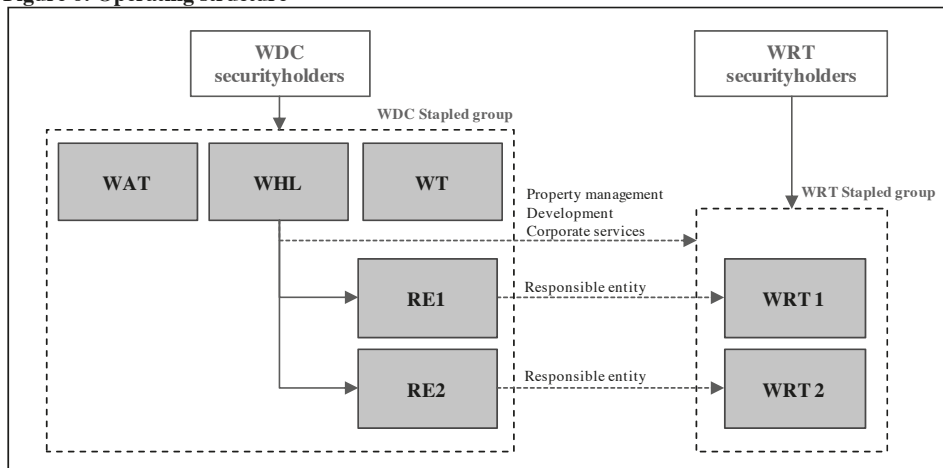 Figure Operating structure
WDC
securityholders
WRT
securityholders
WDC Stapled group
WAT
WHL
WT
Property management
Development
Corporate services
WRT Stapled group
RE1
Responsible entity
WRT 1
RE2
Responsible entity
WRT 2